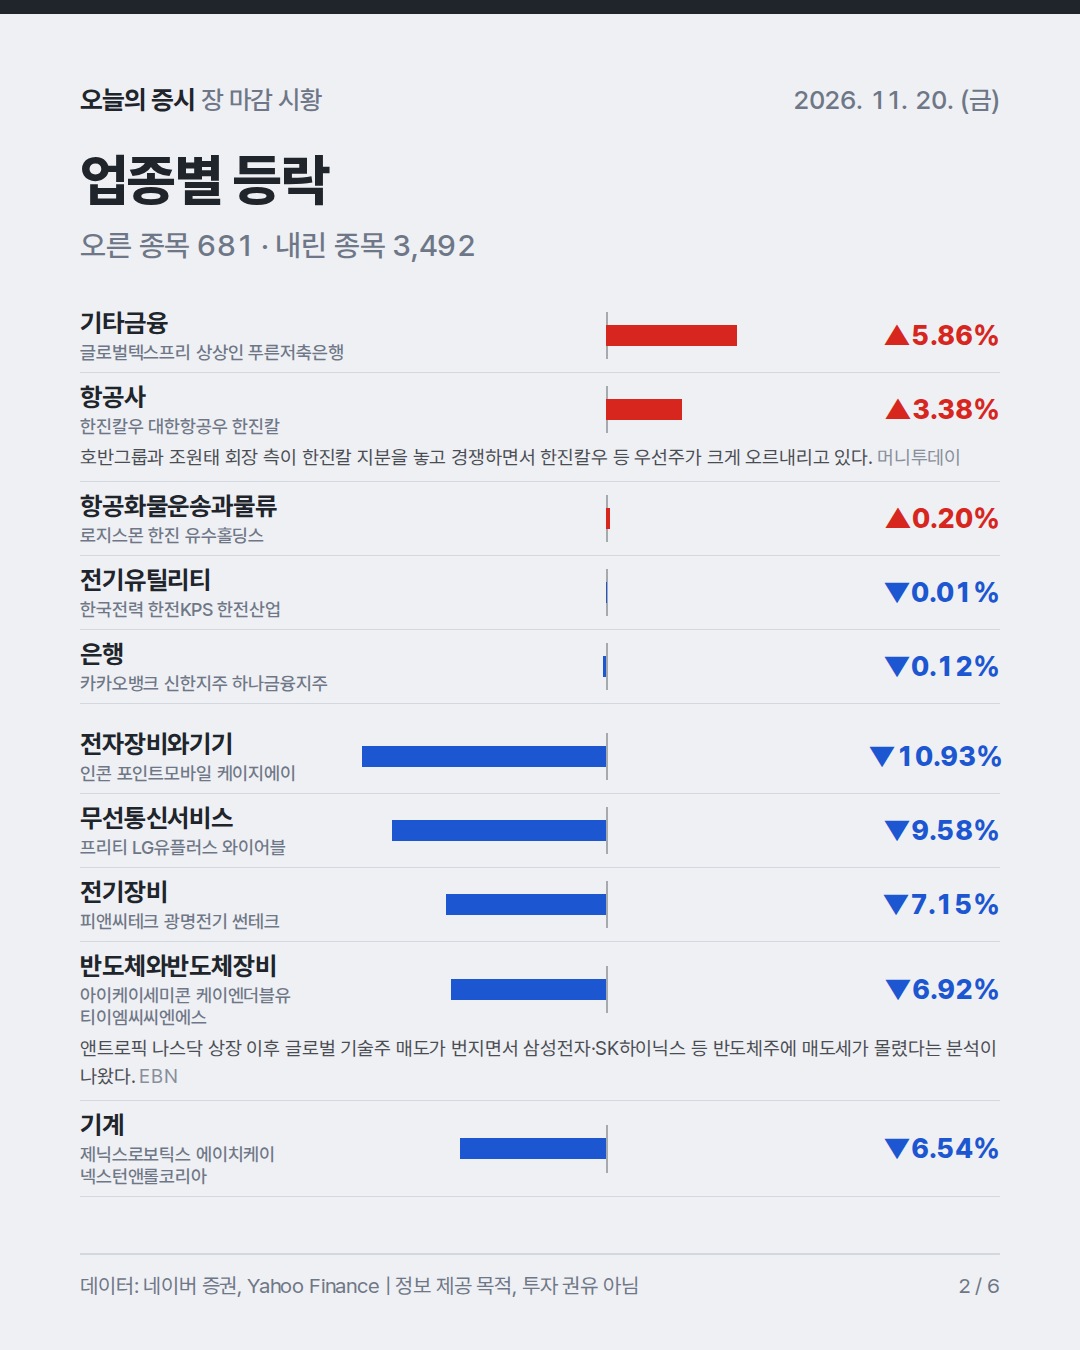 오늘의 증시 장 마감 시황
2026. 11. 20. (금)
업종별 등락
오른 종목 681 · 내린 종목 3,492
기타금융
글로벌텍스프리 상상인 푸른저축은행
▲5.86%
항공사
한진칼우 대한항공우 한진칼
▲3.38%
호반그룹과 조원태 회장 측이 한진칼 지분을 놓고 경쟁하면서 한진칼우 등 우선주가 크게 오르내리고 있다. 머니투데이
항공화물운송과물류
로지스몬 한진 유수홀딩스
▲0.20%
전기유틸리티
한국전력 한전KPS 한전산업
▼0.01%
은행
카카오뱅크 신한지주 하나금융지주
▼0.12%
전자장비와기기
인콘 포인트모바일 케이지에이
▼10.93%
무선통신서비스
프리티 LG유플러스 와이어블
▼9.58%
전기장비
피앤씨테크 광명전기 썬테크
▼7.15%
반도체와반도체장비
아이케이세미콘 케이엔더블유
티이엠씨씨엔에스
▼6.92%
앤트로픽 나스닥 상장 이후 글로벌 기술주 매도가 번지면서 삼성전자·SK하이닉스 등 반도체주에 매도세가 몰렸다는 분석이
나왔다. EBN
기계
제닉스로보틱스 에이치케이
넥스턴앤롤코리아
▼6.54%
데이터: 네이버 증권, Yahoo Finance | 정보 제공 목적, 투자 권유 아님
2 / 6